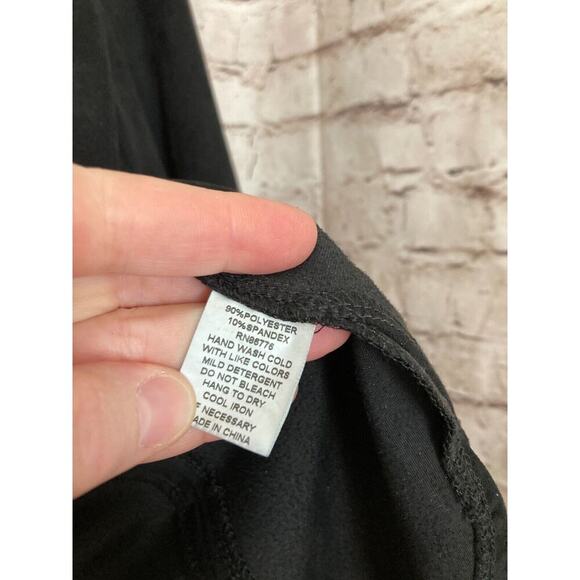 90%POLYESTER
10%SPANDEX
RN86776
HAND WASH COLD
WITH LIKE COLORS
MILD DETERGENT
DO NOT BLEACH
HANG TO DRY
COOL IRON
F NECESSARY
ADE IN CHINA